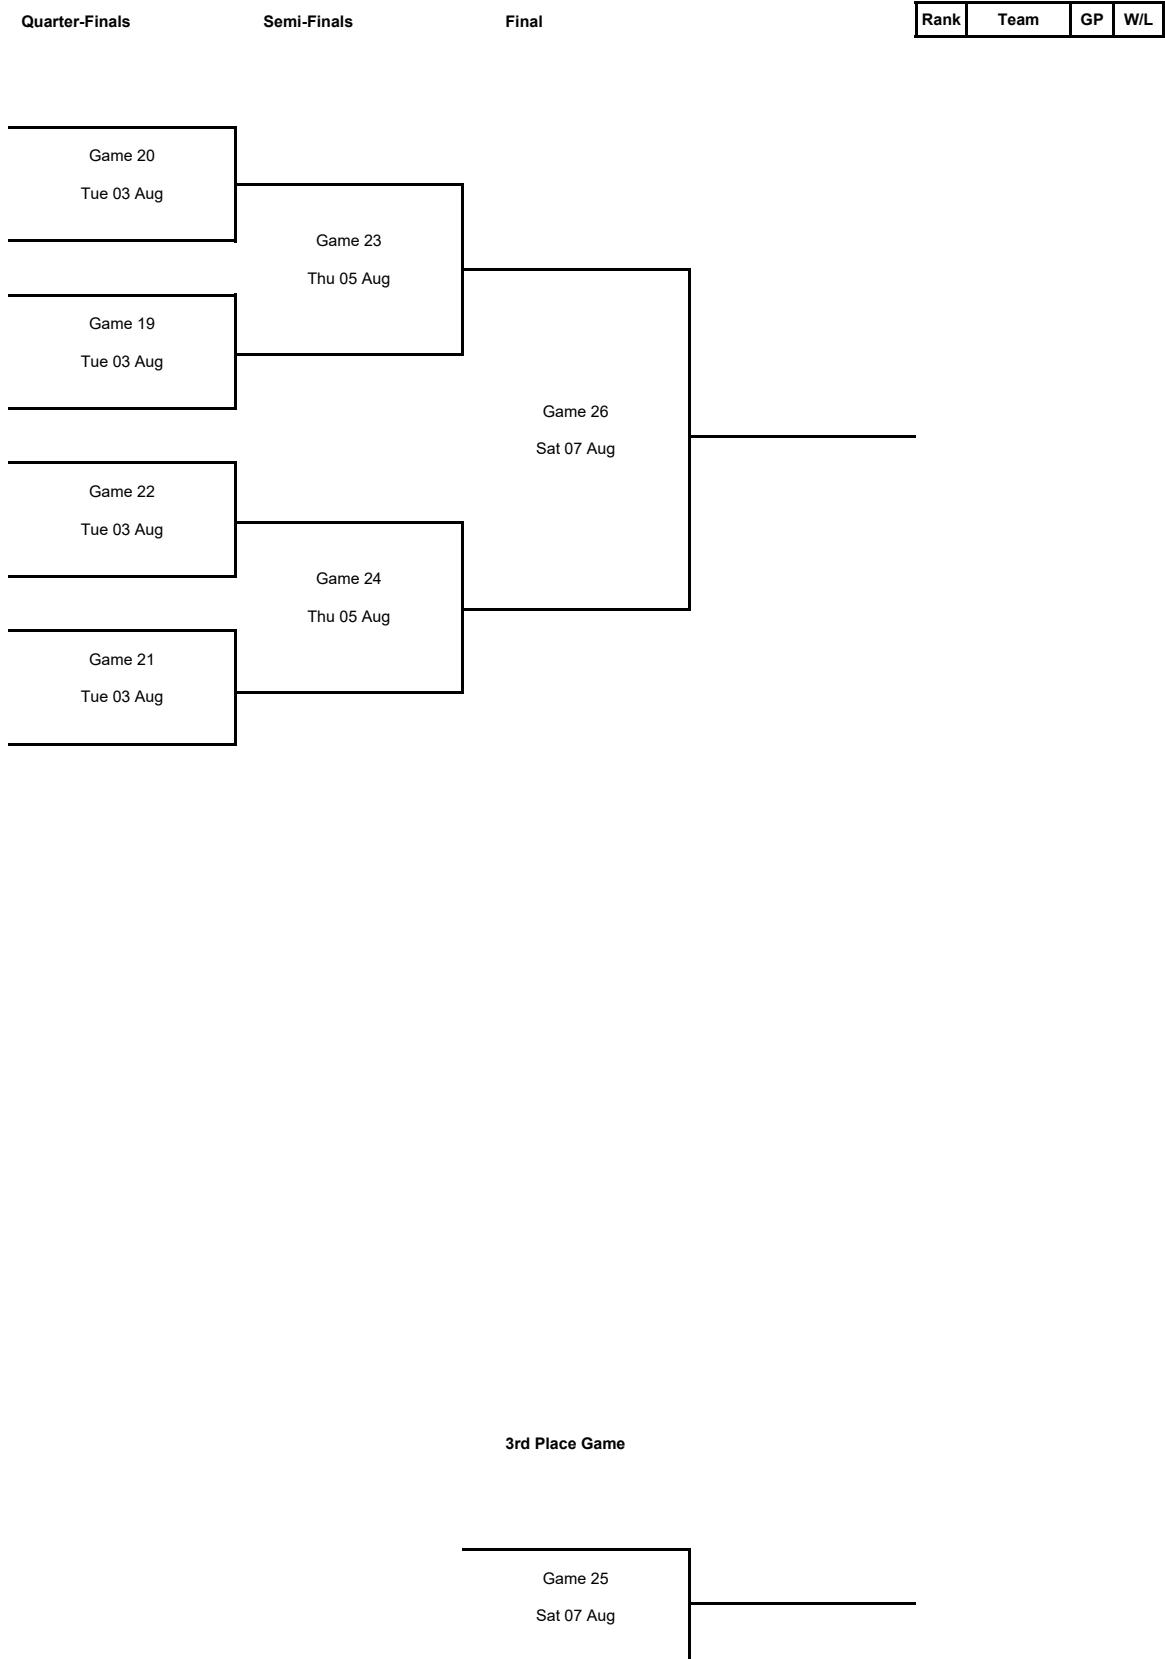 Quarter-Finals Semi-Finals Final Rank Team GP W/L
Game 20
Tue 03 Aug
Game 23
Thu 05 Aug
Game 19
Tue 03 Aug
Game 26
Sat 07 Aug
Game 22
Tue 03 Aug
Game 24
Thu 05 Aug
Game 21
Tue 03 Aug
3rd Place Game
Game 25
Sat 07 Aug